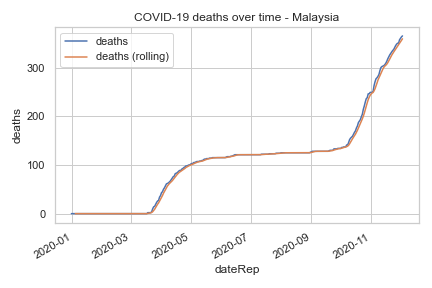 COVID-19 deaths over time - Malaysia
deaths
deaths (rolling)
300
200
100
0
deaths
2020-01
2020-03
2020-05
2020-07
2020-09
2020-11
dateRep